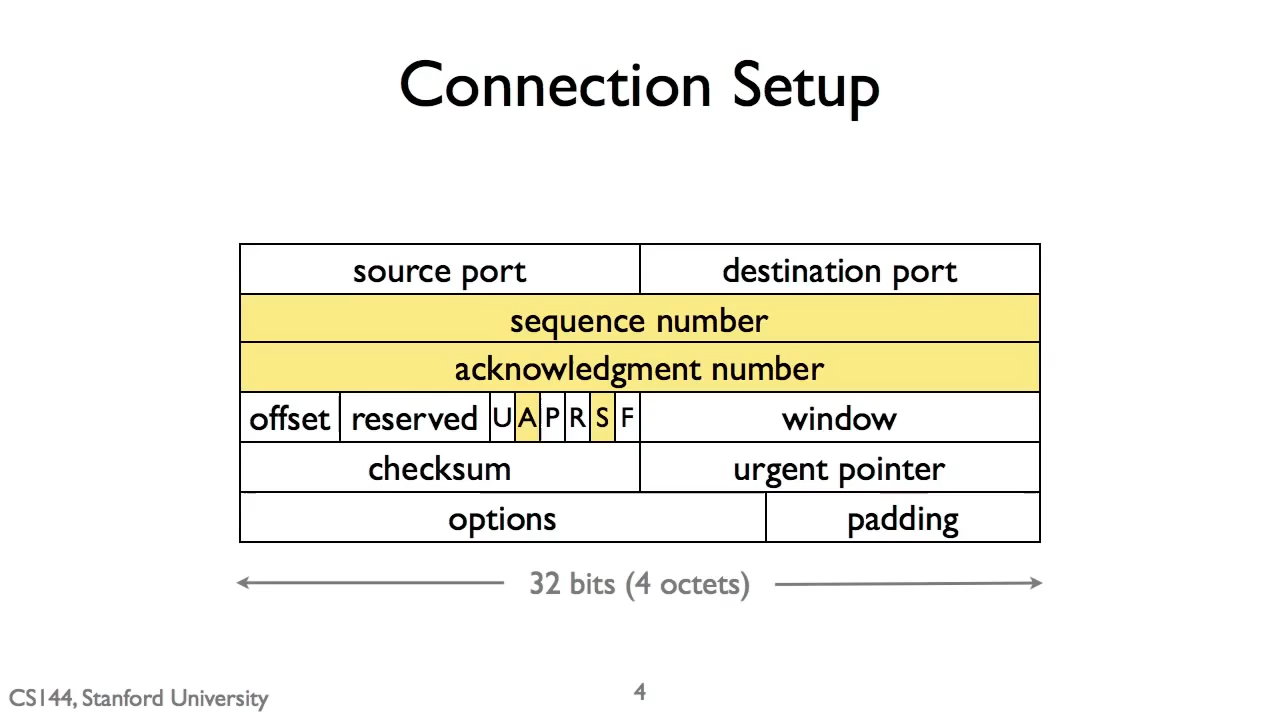 Connection Setup
source port destination port
sequence number
acknowledgment number
offset reserved U A P R S F window
checksum urgent pointer
options padding
32 bits (4 octets)
CS144, Stanford University 4